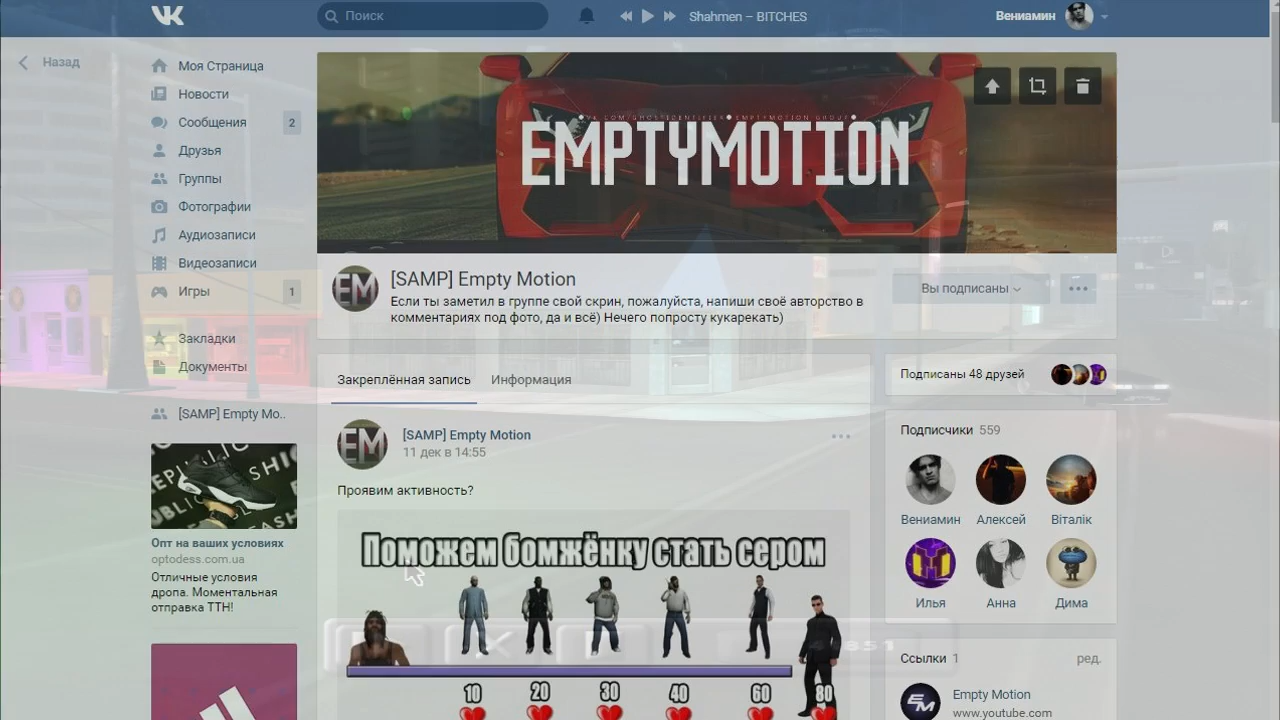 Поиск
Shahmen – BITCHES
Вениамин
Назад
Моя Страница
Новости
Сообщения 2
Друзья
Группы
Фотографии
Аудиозаписи
Видеозаписи
Игры 1
Закладки
Документы
[SAMP] Empty Mo..
Опт на ваших условиях
optodess.com.ua
Отличные условия
дропа. Моментальная
отправка ТТН!
EMPTYMOTION
EM
[SAMP] Empty Motion
Если ты заметил в группе свой скрин, пожалуйста, напиши своё авторство в
комментариях под фото, да и всё) Нечего попросту кукарекать)
Вы подписаны
Закреплённая запись
Информация
EM
[SAMP] Empty Motion
11 дек в 14:55
Проявим активность?
Поможем бомжёнку стать сером
10 20 30 40 60 80
Подписаны 48 друзей
Подписчики 559
Вениамин Алексей Віталік
Илья Анна Дима
Ссылки 1 ред.
EM
Empty Motion
www.youtube.com